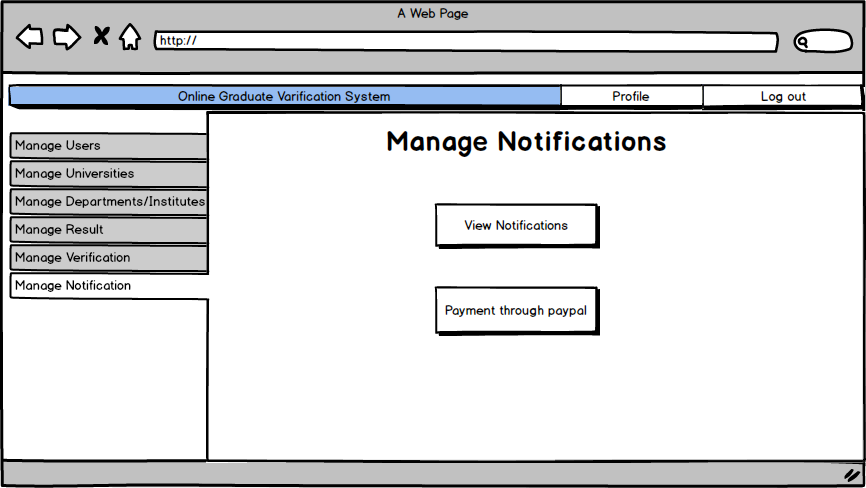 A Web Page
http://
Online Graduate Varification System
Profile
Log out
Manage Users
Manage Universities
Manage Departments/Institutes
Manage Result
Manage Verification
Manage Notification
Manage Notifications
View Notifications
Payment through paypal